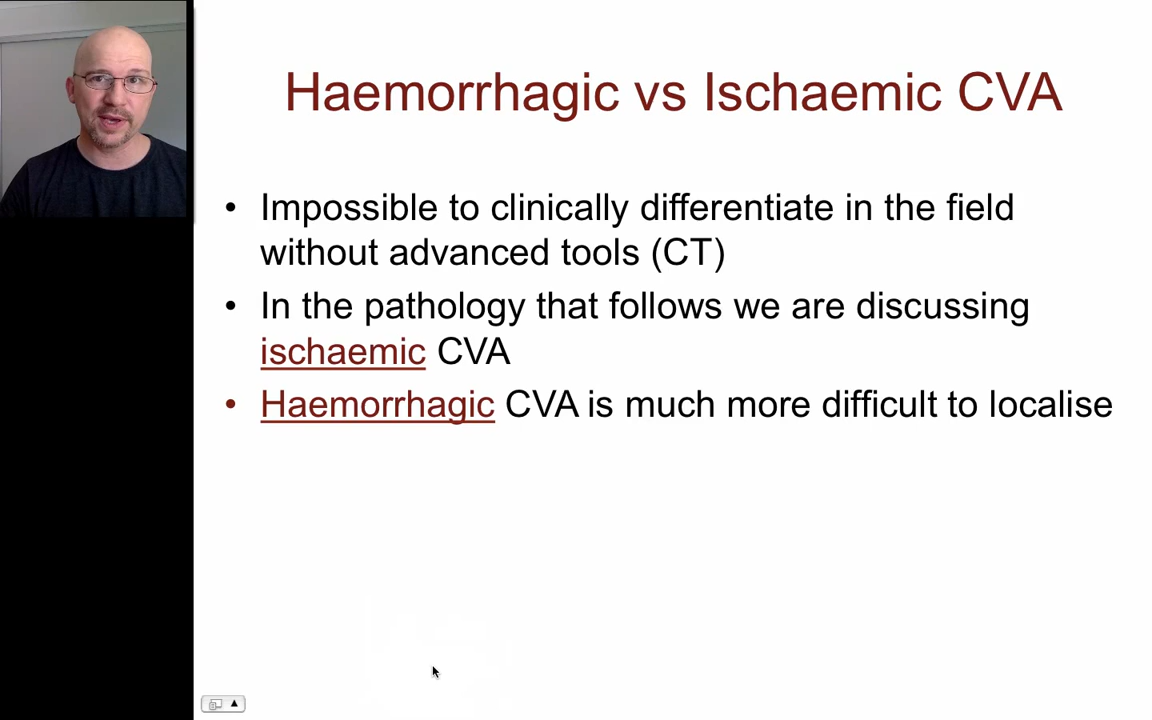 Haemorrhagic vs Ischaemic CVA
• Impossible to clinically differentiate in the field
without advanced tools (CT)
• In the pathology that follows we are discussing
ischaemic CVA
• Haemorrhagic CVA is much more difficult to localise